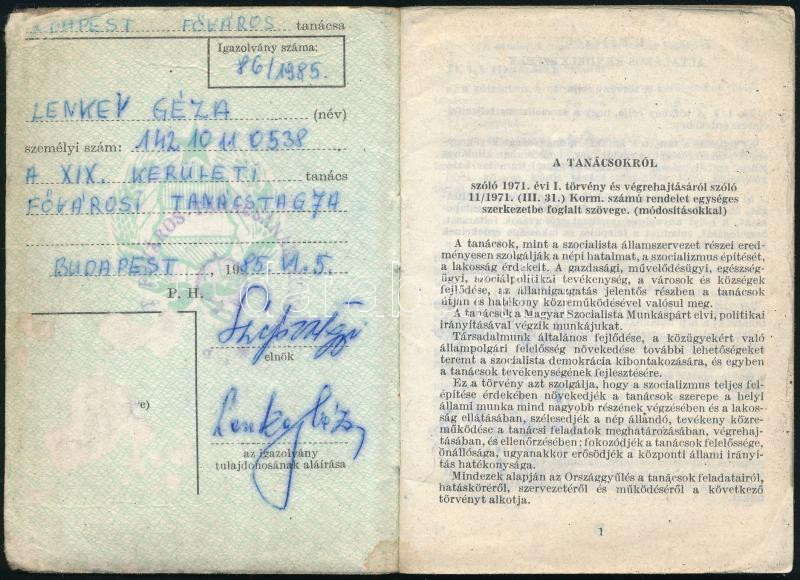 BUDAPEST FŐVÁROS tanácsa
Igazolvány száma:
86/1985.
LENKEY GÉZA (név)
személyi szám: 1 42 10 11 0538
A XIX. KERÜLETI tanács
FŐVÁROSI TANÁCSTAGJA
BUDAPEST, 1985. VI. 5.
P. H.
elnök
Lenkey Géza
az igazolvány
tulajdonosának aláírása
A TANÁCSOKRÓL
szóló 1971. évi I. törvény és végrehajtásáról szóló
11/1971. (III. 31.) Korm. számú rendelet egységes
szerkezetbe foglalt szövege. (módosításokkal)
A tanácsok, mint a szocialista államszervezet részei ered-
ményesen szolgálják a népi hatalmat, a szocializmus építését,
a lakosság érdekeit. A gazdasági, művelődésügyi, egészség-
ügyi, szociálpolitikai tevékenység, a városok és községek
fejlődése, az államigazgatás jelentős részben a tanácsok
útján és hatékony közreműködésével valósul meg.
A tanácsok a Magyar Szocialista Munkáspárt elvi, politikai
irányításával végzik munkájukat.
Társadalmunk általános fejlődése, a közügyekért való
állampolgári felelősség növekedése további lehetőségeket
teremt a szocialista demokrácia kibontakozására, és egyben
a tanácsok tevékenységének fejlesztésére.
Ez a törvény azt szolgálja, hogy a szocializmus teljes fel-
építése érdekében növekedjék a tanácsok szerepe a helyi
állami munka mind nagyobb részének végzésében és a lakos-
ság ellátásában, szélesedjék a nép állandó, tevékeny közre-
működése a tanácsi feladatok meghatározásában, végrehaj-
tásában, és ellenőrzésében; fokozódjék a tanácsok felelőssége,
önállósága, ugyanakkor erősödjék a központi állami irányí-
tás hatékonysága.
Mindezek alapján az Országgyűlés a tanácsok feladatairól,
hatásköréről, szervezetéről és működéséről a következő
törvényt alkotja.
1